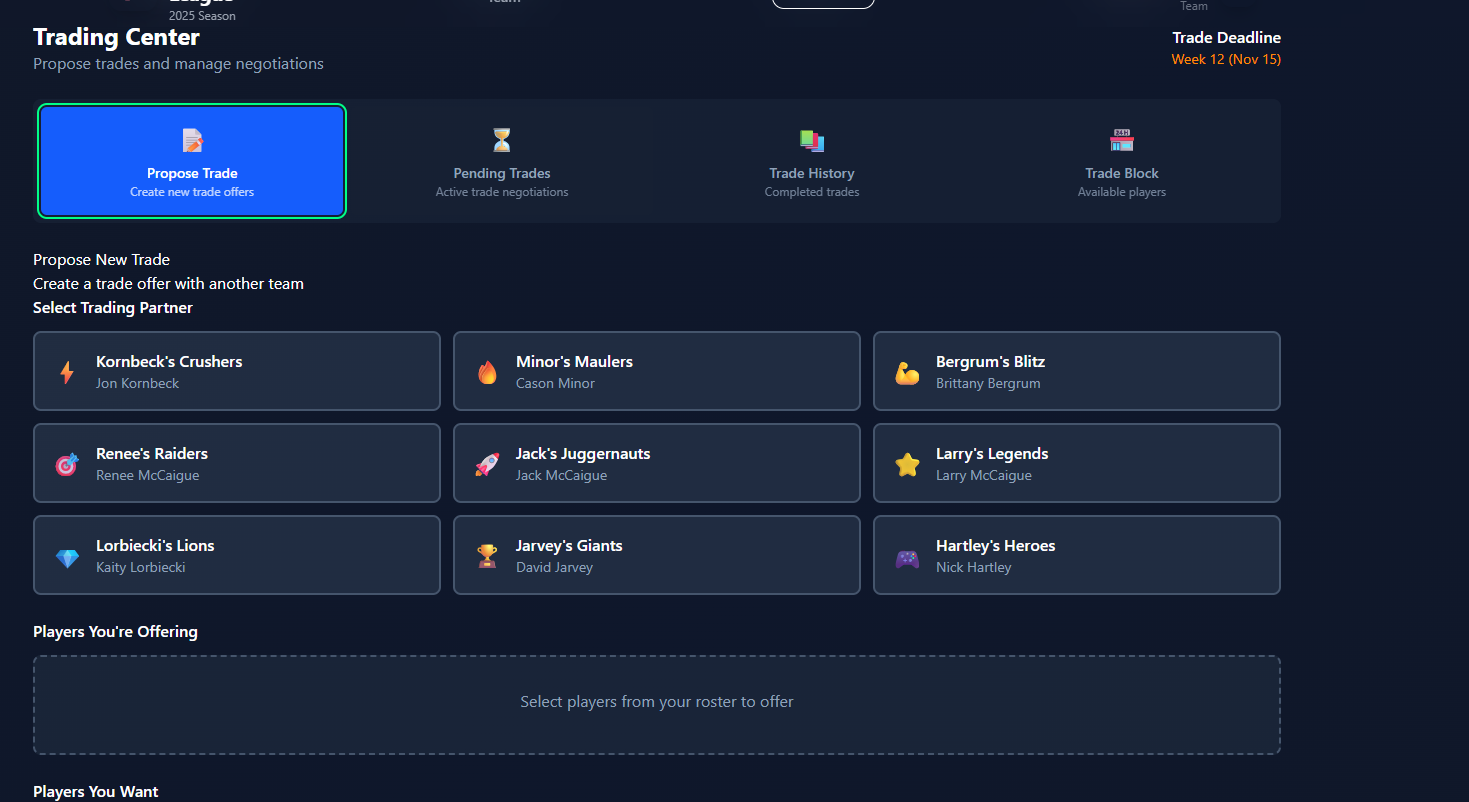 2025 Season
Team
Trading Center
Propose trades and manage negotiations
Trade Deadline
Week 12 (Nov 15)
Propose Trade
Create new trade offers
Pending Trades
Active trade negotiations
Trade History
Completed trades
24H
Trade Block
Available players
Propose New Trade
Create a trade offer with another team
Select Trading Partner
Kornbeck's Crushers
Jon Kornbeck
Minor's Maulers
Cason Minor
Bergrum's Blitz
Brittany Bergrum
Renee's Raiders
Renee McCaigue
Jack's Juggernauts
Jack McCaigue
Larry's Legends
Larry McCaigue
Lorbiecki's Lions
Kaity Lorbiecki
Jarvey's Giants
David Jarvey
Hartley's Heroes
Nick Hartley
Players You're Offering
Select players from your roster to offer
Players You Want